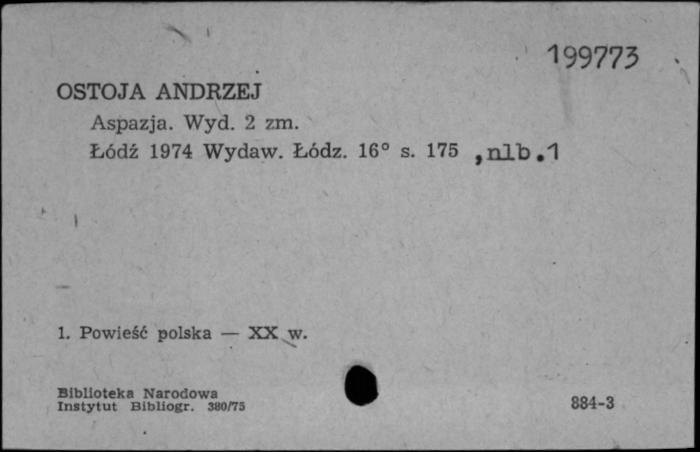 199773
OSTOJA ANDRZEJ
Aspazja. Wyd. 2 zm.
Łódź 1974 Wydaw. Łódz. 16° s. 175 , nlb.1
1. Powieść polska — XX w.
Biblioteka Narodowa
Instytut Bibliogr. 380/75
884-3